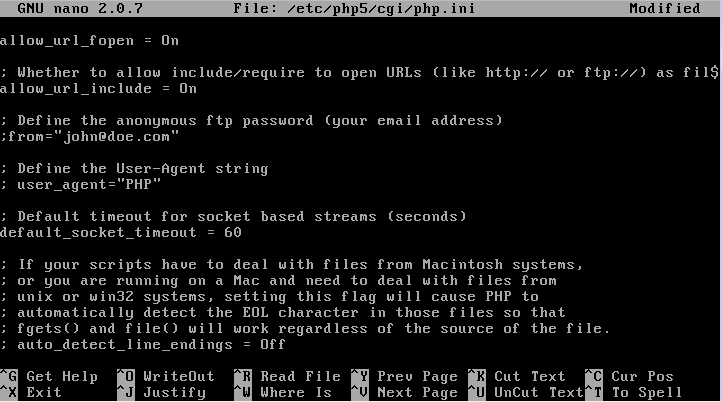 GNU nano 2.0.7 File: /etc/php5/cgi/php.ini Modified
allow_url_fopen = On
; Whether to allow include/require to open URLs (like http:// or ftp://) as fil$
allow_url_include = On
; Define the anonymous ftp password (your email address)
;from="john@doe.com"
; Define the User-Agent string
; user_agent="PHP"
; Default timeout for socket based streams (seconds)
default_socket_timeout = 60
; If your scripts have to deal with files from Macintosh systems,
; or you are running on a Mac and need to deal with files from
; unix or win32 systems, setting this flag will cause PHP to
; automatically detect the EOL character in those files so that
; fgets() and file() will work regardless of the source of the file.
; auto_detect_line_endings = Off
^G Get Help ^O WriteOut ^R Read File ^Y Prev Page ^K Cut Text ^C Cur Pos
^X Exit ^J Justify ^W Where Is ^V Next Page ^U UnCut Text ^T To Spell